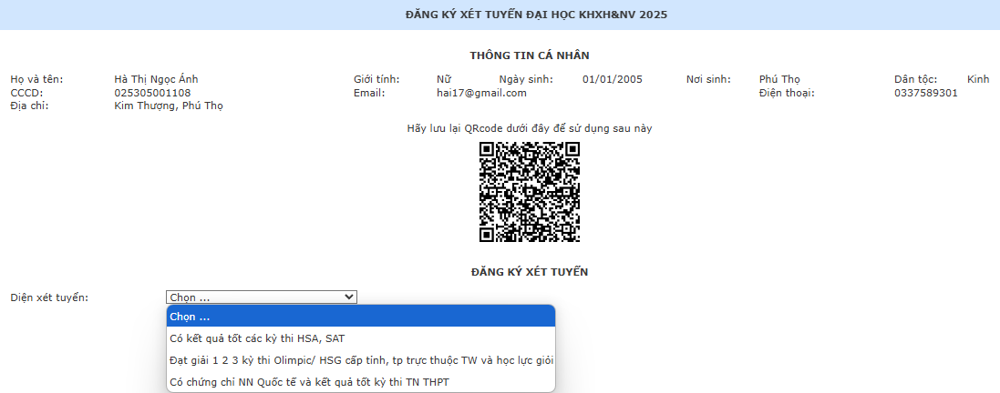 ĐĂNG KÝ XÉT TUYỂN ĐẠI HỌC KHXH&NV 2025
THÔNG TIN CÁ NHÂN
Họ và tên: Hà Thị Ngọc Ánh Giới tính: Nữ Ngày sinh: 01/01/2005 Nơi sinh: Phú Thọ Dân tộc: Kinh
CCCD: 025305001108 Email: hai17@gmail.com Điện thoại: 0337589301
Địa chỉ: Kim Thượng, Phú Thọ
Hãy lưu lại QRcode dưới đây để sử dụng sau này
ĐĂNG KÝ XÉT TUYỂN
Diện xét tuyển: Chọn ...
Chọn ...
Có kết quả tốt các kỳ thi HSA, SAT
Đạt giải 1 2 3 kỳ thi Olimpic/ HSG cấp tỉnh, tp trực thuộc TW và học lực giỏi
Có chứng chỉ NN Quốc tế và kết quả tốt kỳ thi TN THPT